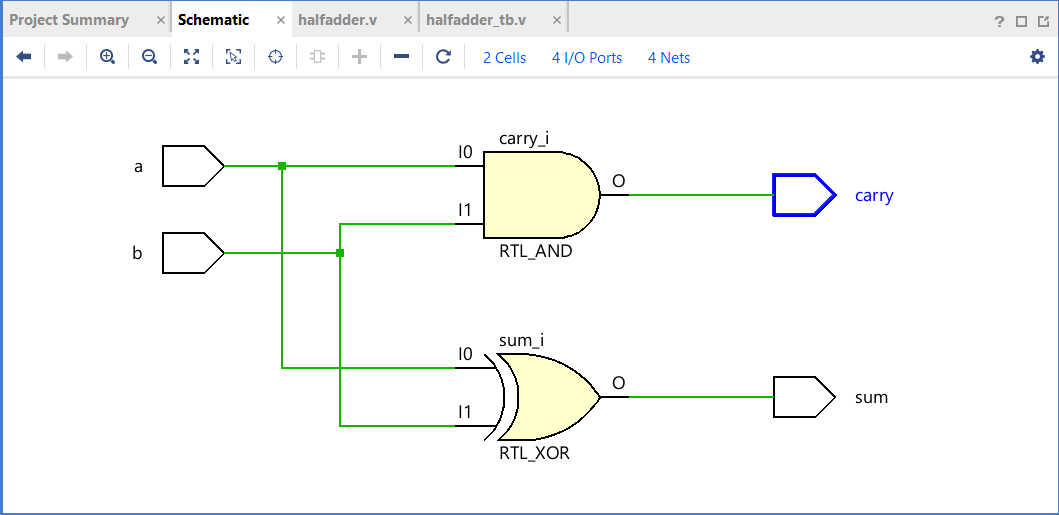 Project Summary × Schematic × halfadder.v × halfadder_tb.v × ?
2 Cells 4 I/O Ports 4 Nets
carry_i
a I0 O carry
I1
b RTL_AND
sum_i
I0 O sum
I1
RTL_XOR